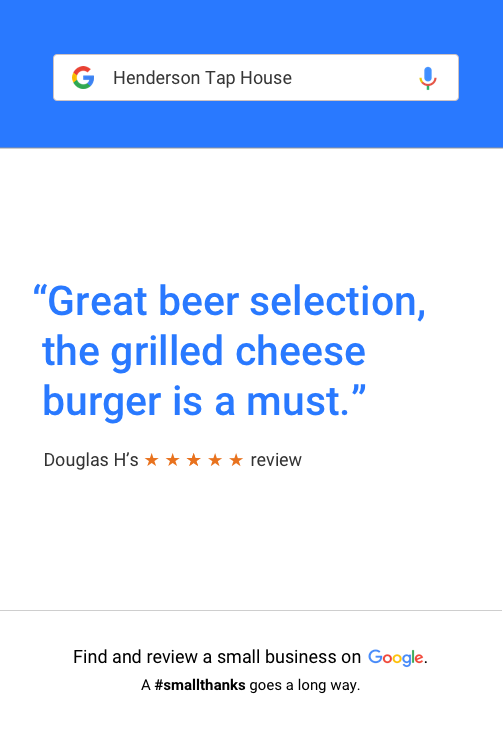 Henderson Tap House
“Great beer selection,
the grilled cheese
burger is a must.”
Douglas H’s ★ ★ ★ ★ ★ review
Find and review a small business on Google.
A #smallthanks goes a long way.